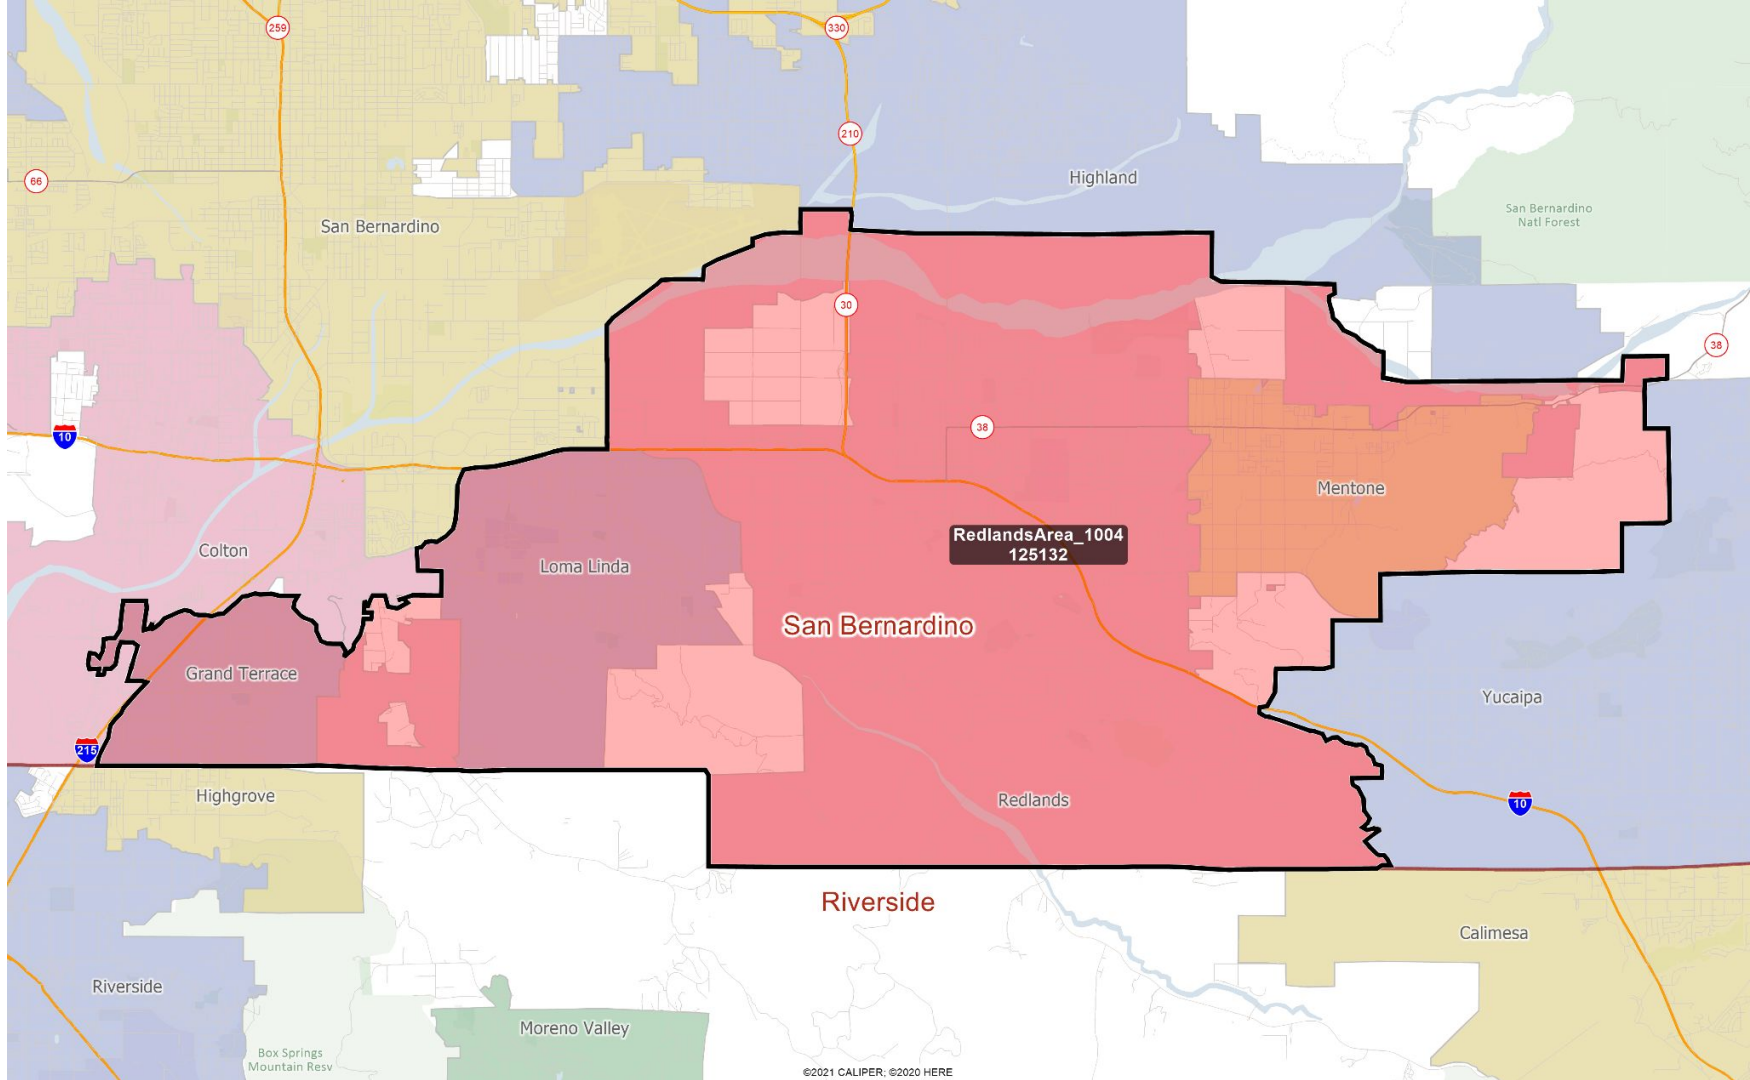 259
330
210
66
Highland
San Bernardino
San Bernardino
Natl Forest
30
38
38
10
Mentone
RedlandsArea_1004
125132
Colton
Loma Linda
San Bernardino
Grand Terrace
Yucaipa
215
Highgrove
Redlands
10
Riverside
Calimesa
Riverside
Moreno Valley
Box Springs
Mountain Resv
©2021 CALIPER; ©2020 HERE